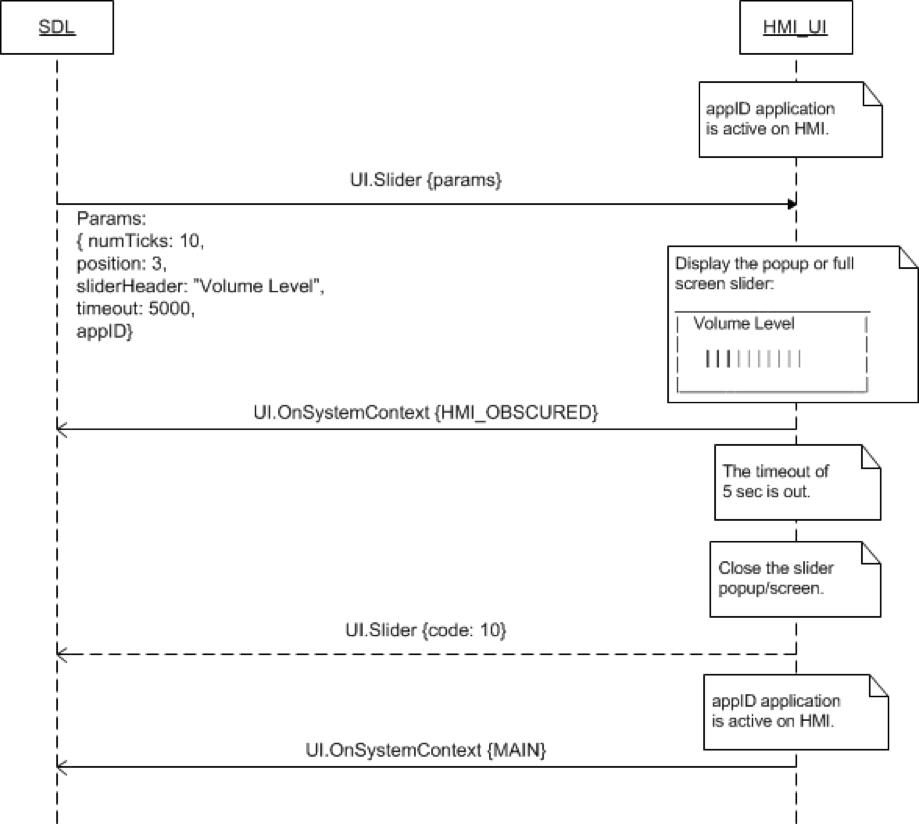 SDL
HMI_UI
appID application
is active on HMI.
UI.Slider {params}
Params:
{ numTicks: 10,
position: 3,
sliderHeader: "Volume Level",
timeout: 5000,
appID}
Display the popup or full
screen slider:
Volume Level
UI.OnSystemContext {HMI_OBSCURED}
The timeout of
5 sec is out.
Close the slider
popup/screen.
UI.Slider {code: 10}
appID application
is active on HMI.
UI.OnSystemContext {MAIN}